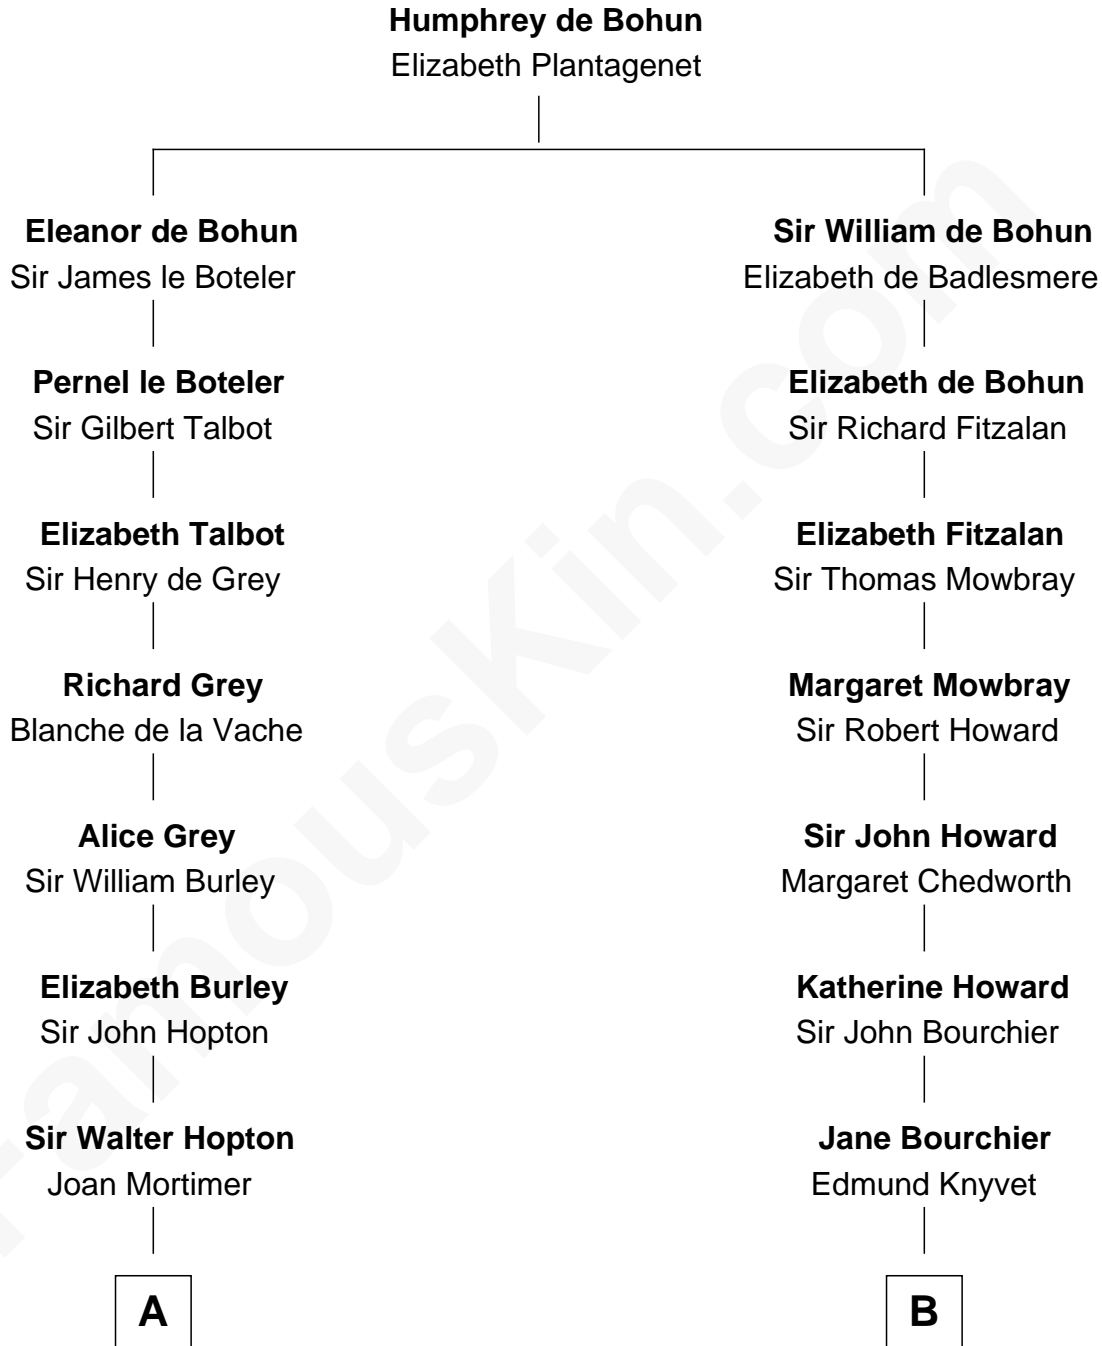 Humphrey de Bohun
Elizabeth Plantagenet
Eleanor de Bohun
Sir James le Boteler
Pernel le Boteler
Sir Gilbert Talbot
Elizabeth Talbot
Sir Henry de Grey
Richard Grey
Blanche de la Vache
Alice Grey
Sir William Burley
Elizabeth Burley
Sir John Hopton
Sir Walter Hopton
Joan Mortimer
A
Sir William de Bohun
Elizabeth de Badlesmere
Elizabeth de Bohun
Sir Richard Fitzalan
Elizabeth Fitzalan
Sir Thomas Mowbray
Margaret Mowbray
Sir Robert Howard
Sir John Howard
Margaret Chedworth
Katherine Howard
Sir John Bourchier
Jane Bourchier
Edmund Knyvet
B
FamousKin.com